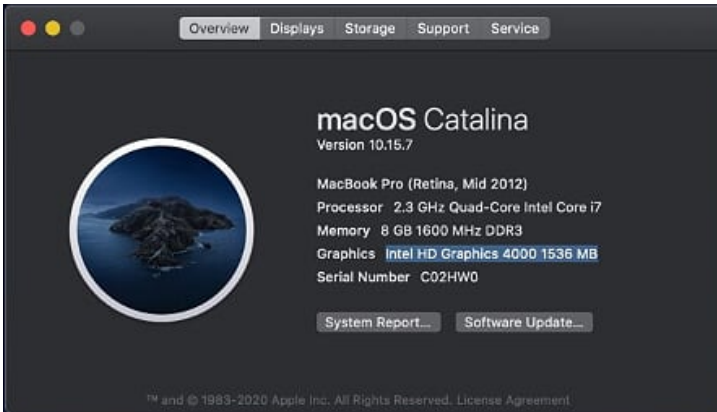 Overview Displays Storage Support Service
macOS Catalina
Version 10.15.7
MacBook Pro (Retina, Mid 2012)
Processor 2.3 GHz Quad-Core Intel Core i7
Memory 8 GB 1600 MHz DDR3
Graphics Intel HD Graphics 4000 1536 MB
Serial Number C02HW0
System Report... Software Update...
™ and © 1983-2020 Apple Inc. All Rights Reserved. License Agreement